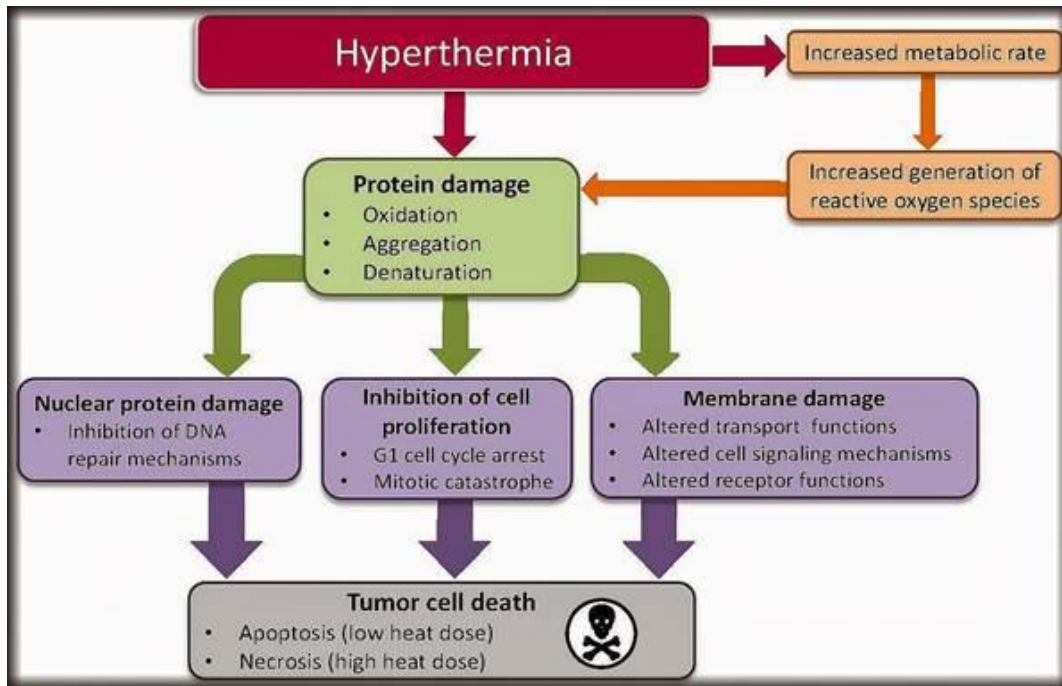 Hyperthermia
Increased metabolic rate
Increased generation of
reactive oxygen species
Protein damage
• Oxidation
• Aggregation
• Denaturation
Nuclear protein damage
• Inhibition of DNA
repair mechanisms
Inhibition of cell
proliferation
• G1 cell cycle arrest
• Mitotic catastrophe
Membrane damage
• Altered transport functions
• Altered cell signaling mechanisms
• Altered receptor functions
Tumor cell death
• Apoptosis (low heat dose)
• Necrosis (high heat dose)